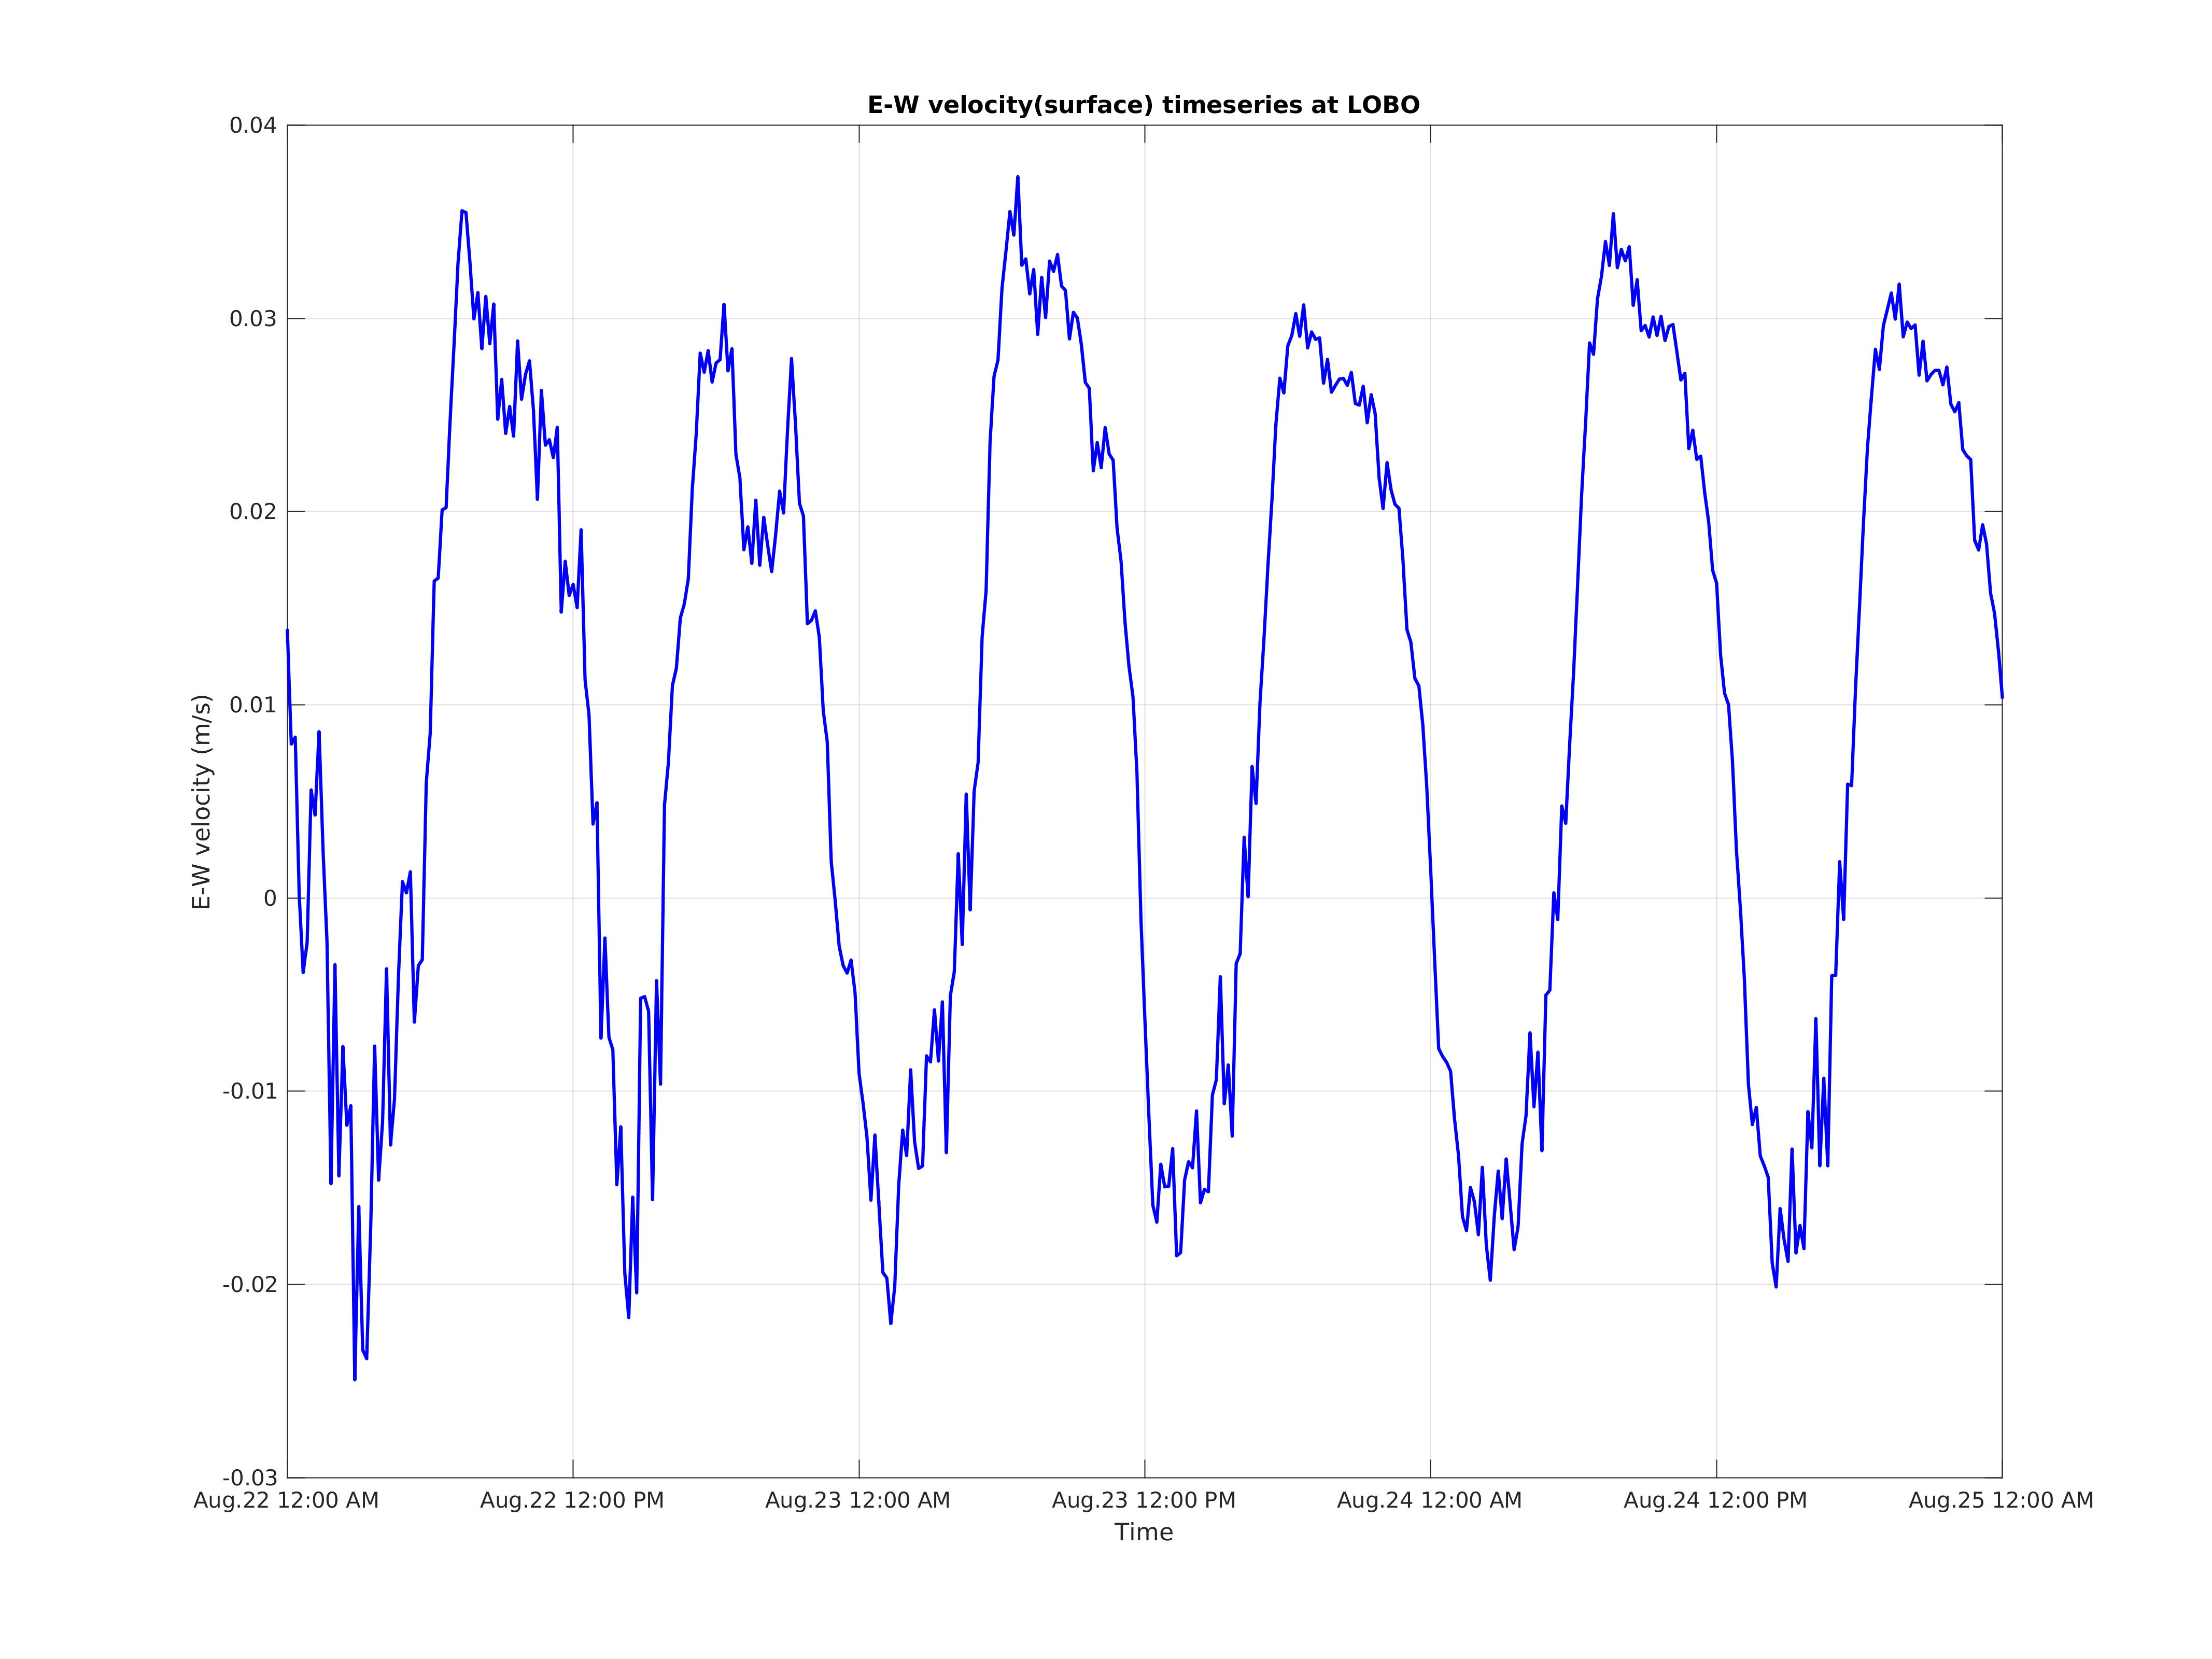 E-W velocity(surface) timeseries at LOBO
0.04
0.03
0.02
0.01
0
-0.01
-0.02
-0.03
E-W velocity (m/s)
Aug.22 12:00 AM Aug.22 12:00 PM Aug.23 12:00 AM Aug.23 12:00 PM Aug.24 12:00 AM Aug.24 12:00 PM Aug.25 12:00 AM
Time